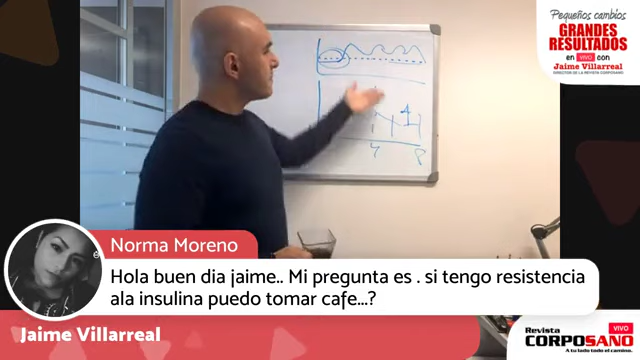 Pequeños cambios
GRANDES
RESULTADOS
en VIVO con
Jaime Villarreal
DIRECTOR DE LA REVISTA CORPOSANO
4
4
P
Norma Moreno
Hola buen dia jaime.. Mi pregunta es . si tengo resistencia
ala insulina puedo tomar cafe...?
Jaime Villarreal
Revista VIVO
CORPOSANO
A tu lado todo el camino.